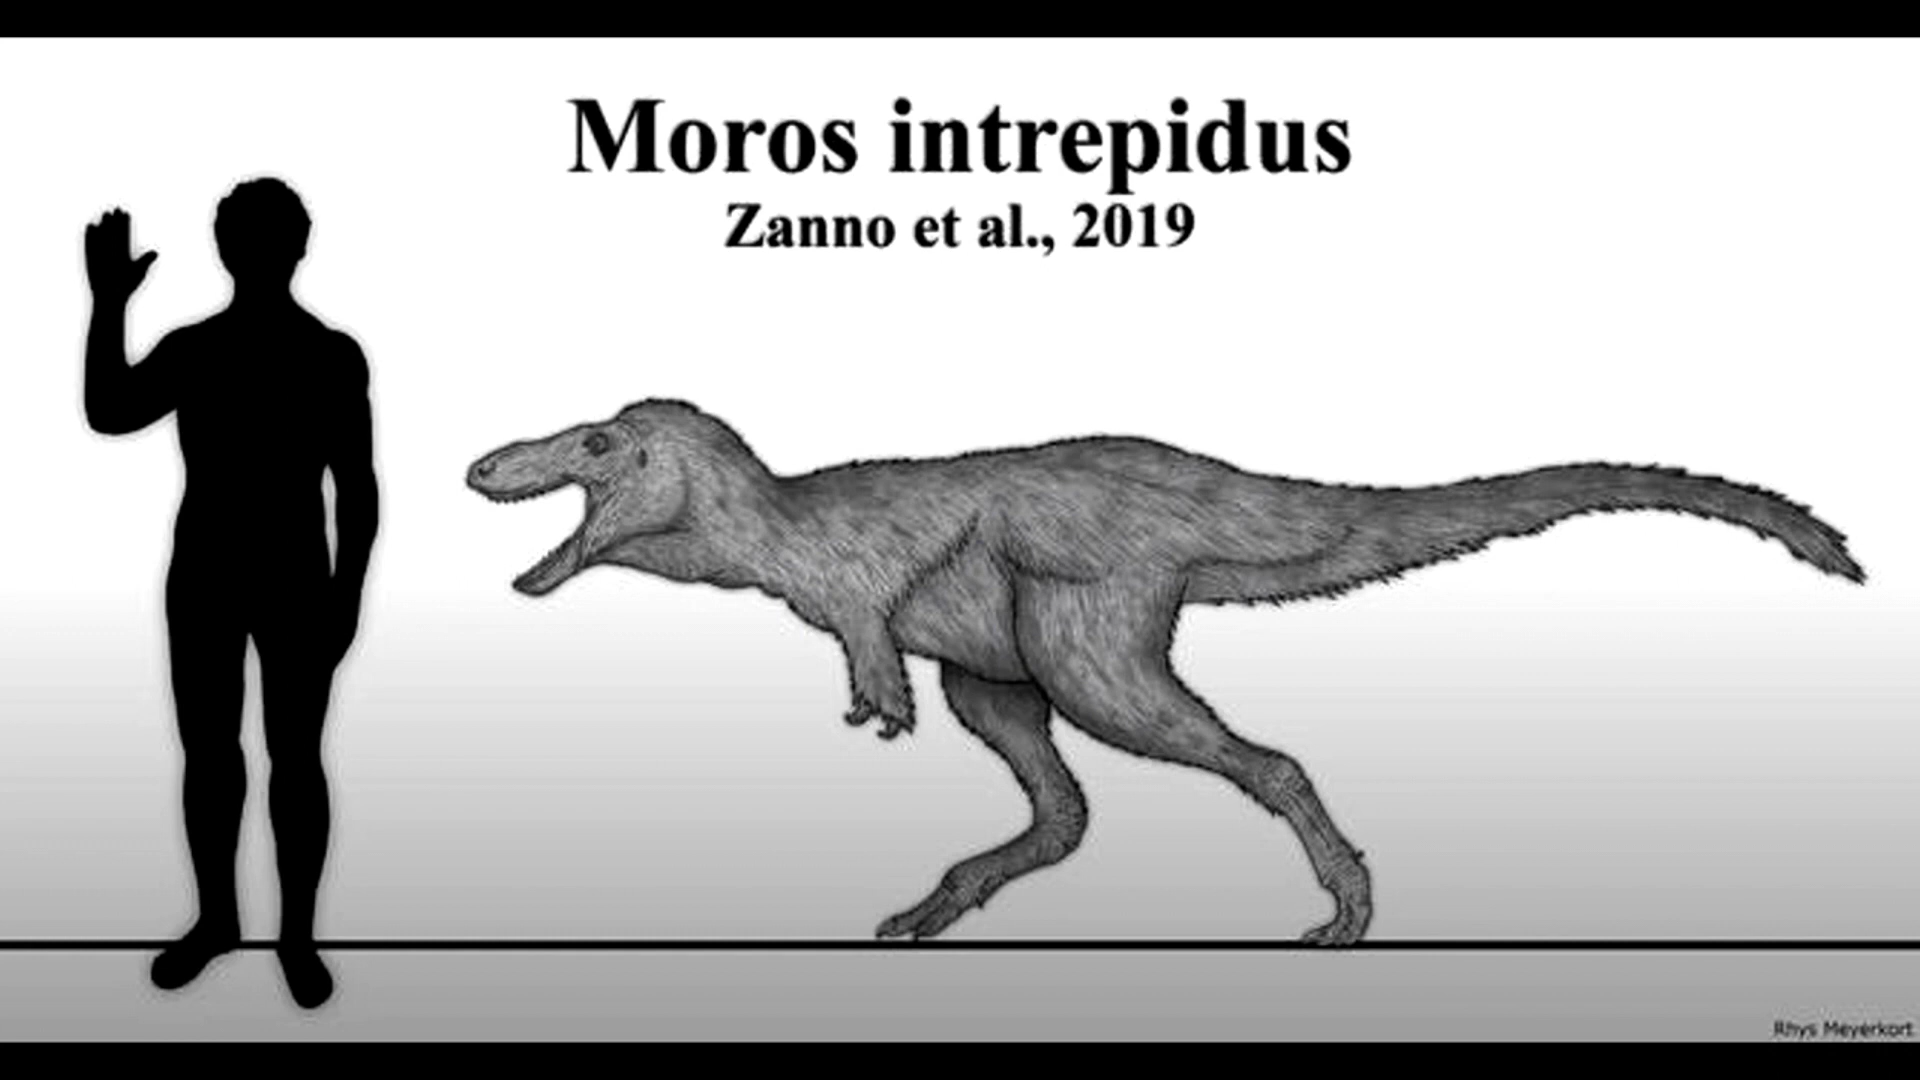 Moros intrepidus
Zanno et al., 2019
Rhys Meyerkort